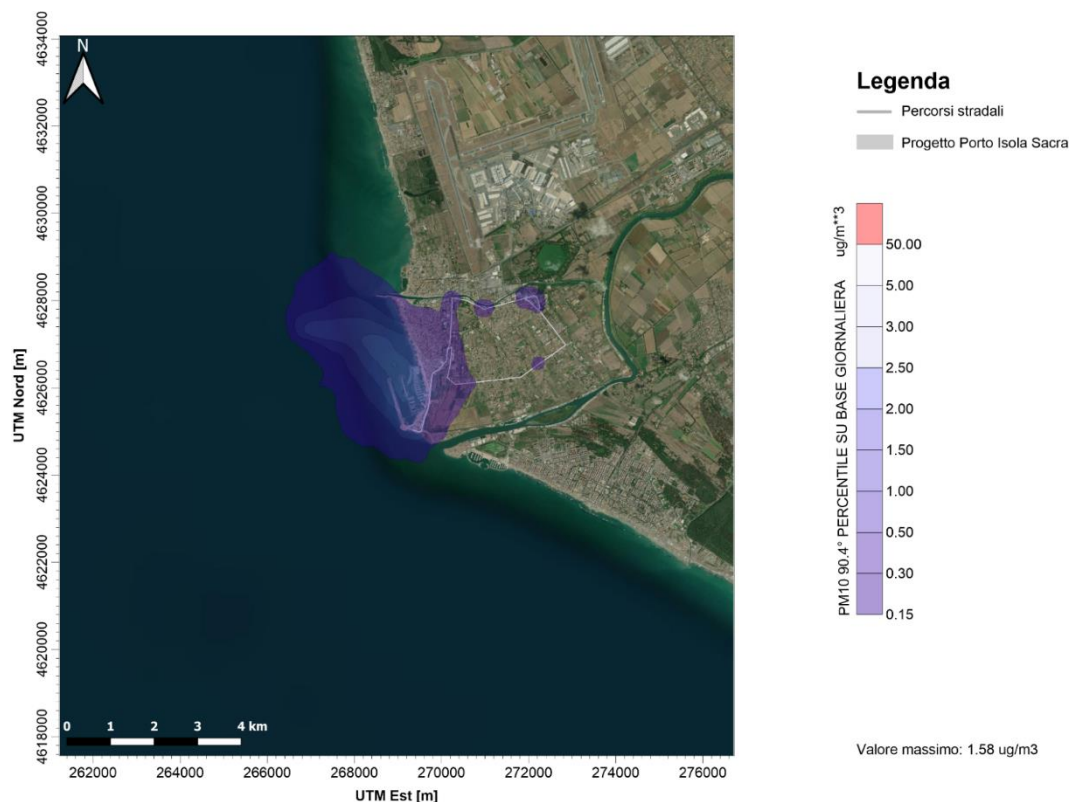 N
4634000
4632000
4630000
4628000
4626000
4624000
4622000
4620000
4618000
UTM Nord [m]
0 1 2 3 4 km
262000 264000 266000 268000 270000 272000 274000 276000
UTM Est [m]
Legenda
Percorsi stradali
Progetto Porto Isola Sacra
PM10 90.4° PERCENTILE SU BASE GIORNALIERA ug/m**3
50.00
5.00
3.00
2.50
2.00
1.50
1.00
0.50
0.30
0.15
Valore massimo: 1.58 ug/m3